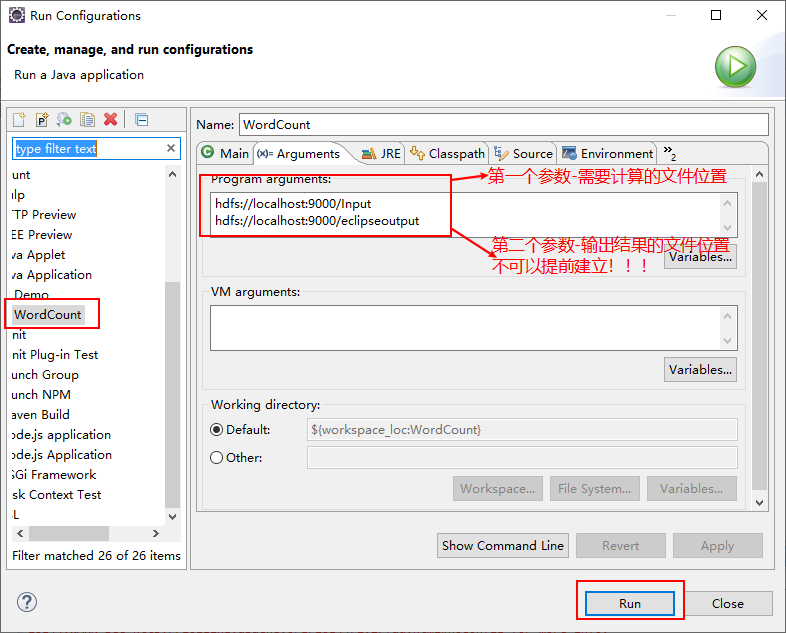 Run Configurations
Create, manage, and run configurations
Run a Java application
type filter text
unt
lp
TP Preview
EE Preview
va Applet
va Application
Demo
WordCount
nit
nit Plug-in Test
unch Group
unch NPM
aven Build
ode.js application
ode.js Application
SGi Framework
sk Context Test
L
Filter matched 26 of 26 items
Name: WordCount
Main (x)= Arguments JRE Classpath Source Environment »2
Program arguments:
第一个参数-需要计算的文件位置
hdfs://localhost:9000/Input
hdfs://localhost:9000/eclipseoutput
第二个参数-输出结果的文件位置
不可以提前建立！！！
Variables...
VM arguments:
Variables...
Working directory:
Default: ${workspace_loc:WordCount}
Other:
Workspace... File System... Variables...
Show Command Line Revert Apply
Run Close